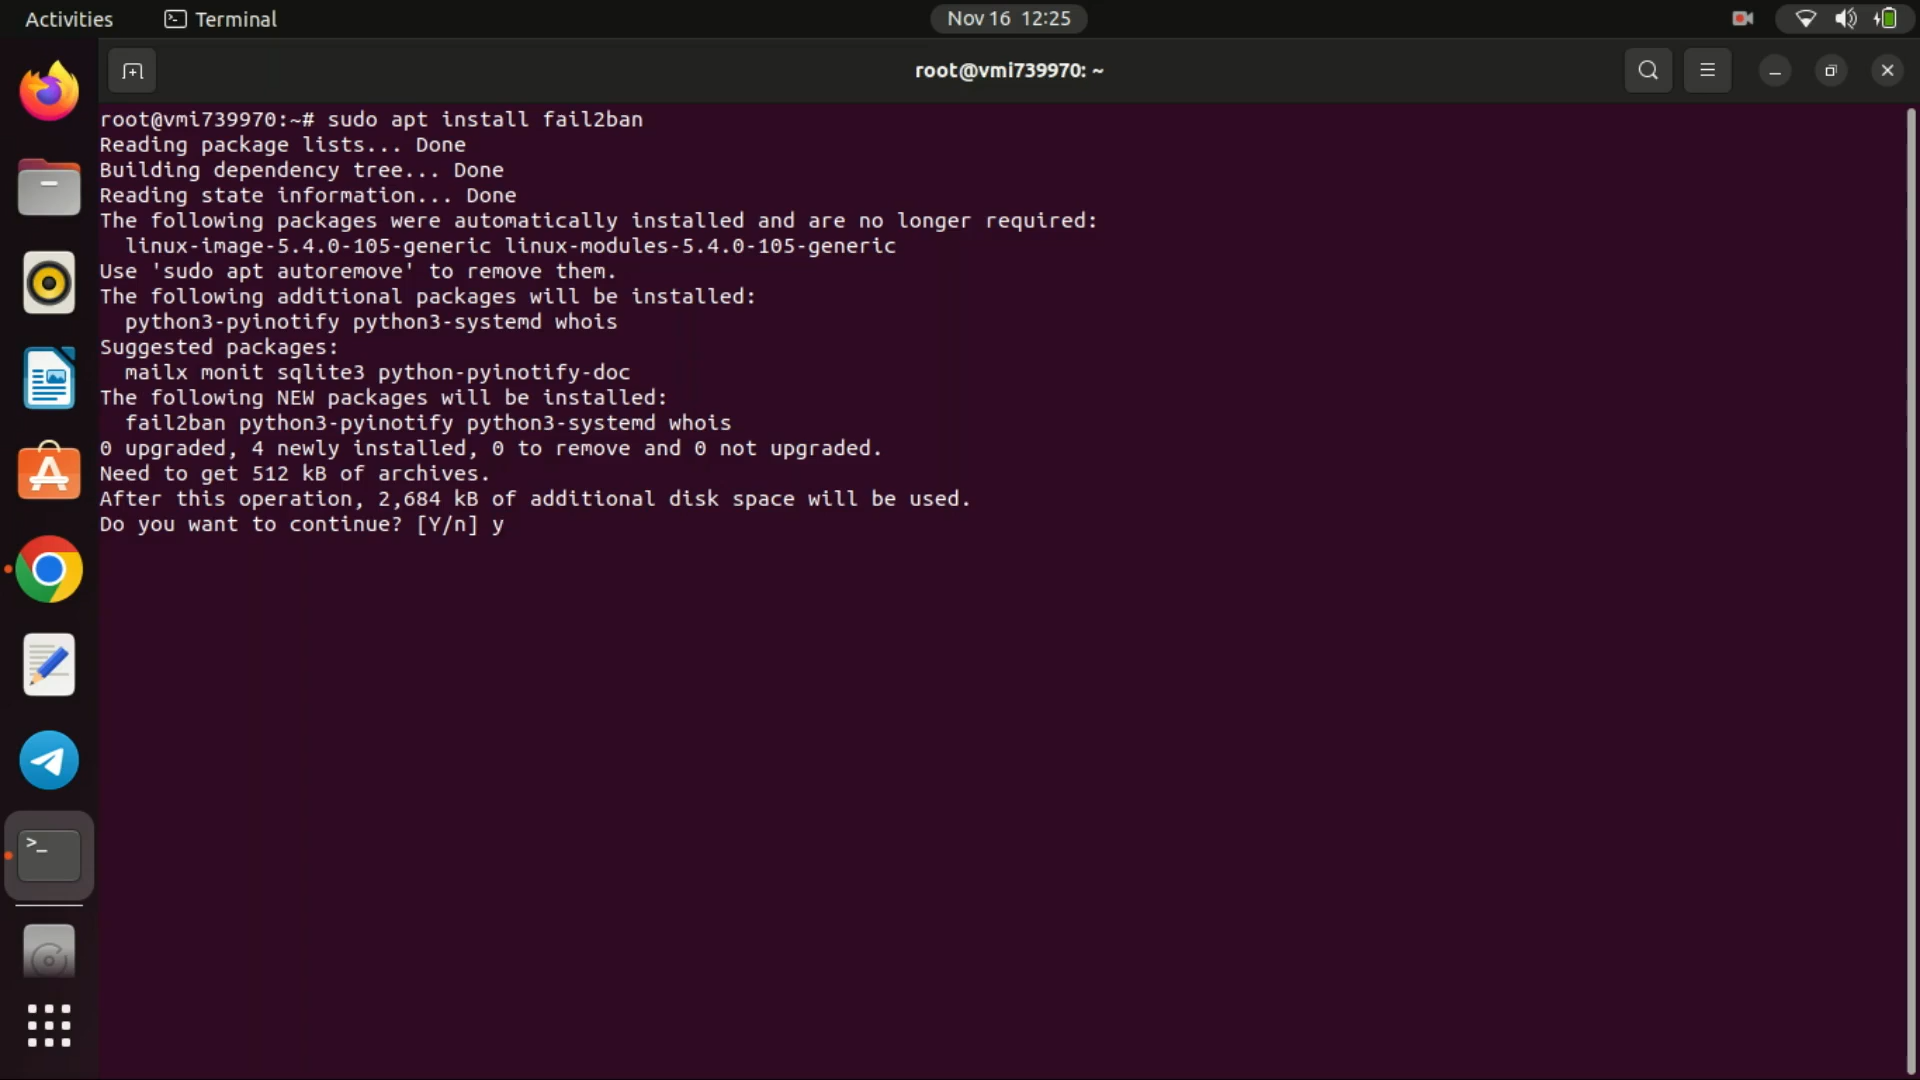 Activities
Terminal
Nov 16 12:25
root@vmi739970: ~
root@vmi739970:~# sudo apt install fail2ban
Reading package lists... Done
Building dependency tree... Done
Reading state information... Done
The following packages were automatically installed and are no longer required:
linux-image-5.4.0-105-generic linux-modules-5.4.0-105-generic
Use 'sudo apt autoremove' to remove them.
The following additional packages will be installed:
python3-pyinotify python3-systemd whois
Suggested packages:
mailx monit sqlite3 python-pyinotify-doc
The following NEW packages will be installed:
fail2ban python3-pyinotify python3-systemd whois
0 upgraded, 4 newly installed, 0 to remove and 0 not upgraded.
Need to get 512 kB of archives.
After this operation, 2,684 kB of additional disk space will be used.
Do you want to continue? [Y/n] y